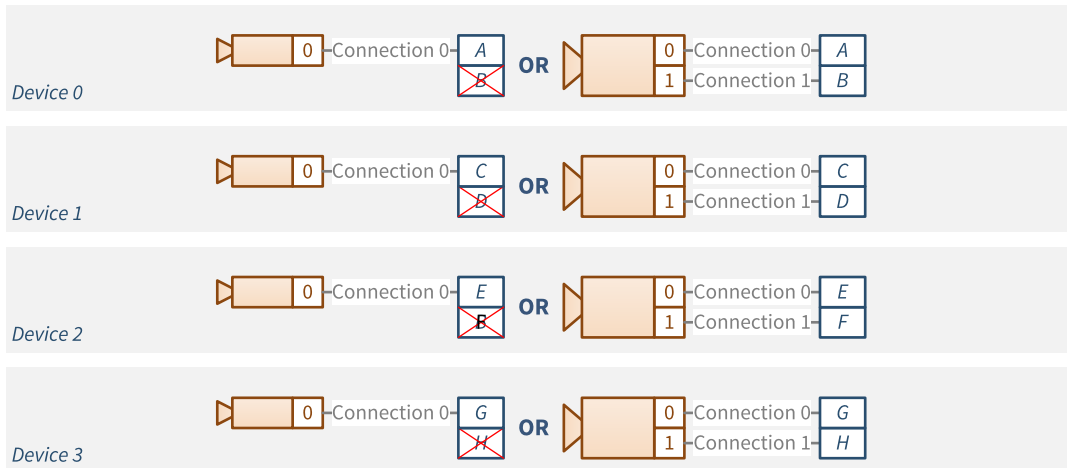 0 Connection 0 A OR 0 Connection 0 A
B 1 Connection 1 B
Device 0
0 Connection 0 C OR 0 Connection 0 C
D 1 Connection 1 D
Device 1
0 Connection 0 E OR 0 Connection 0 E
1 Connection 1 F
Device 2
0 Connection 0 G OR 0 Connection 0 G
H 1 Connection 1 H
Device 3